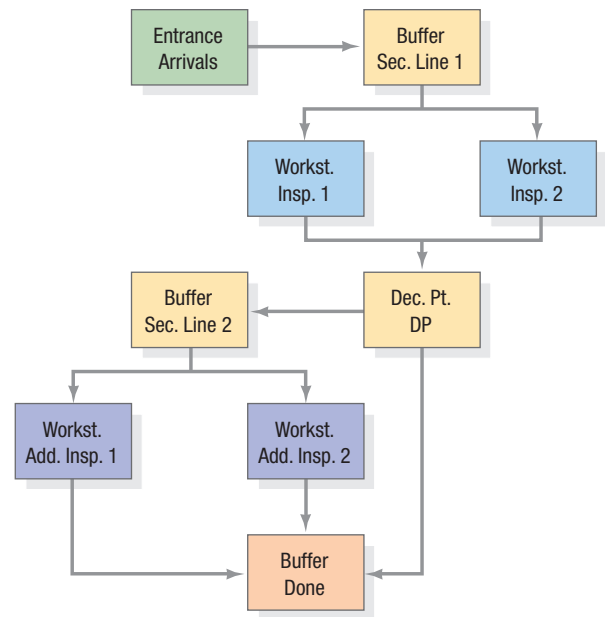 Entrance
Arrivals
Buffer
Sec. Line 1
Workst.
Insp. 1
Workst.
Insp. 2
Buffer
Sec. Line 2
Dec. Pt.
DP
Workst.
Add. Insp. 1
Workst.
Add. Insp. 2
Buffer
Done